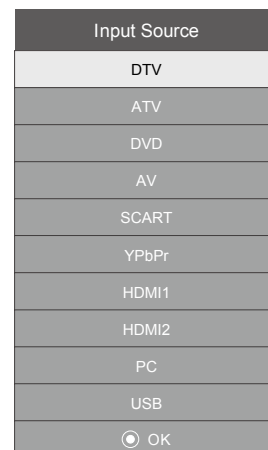 Input Source
DTV
ATV
DVD
AV
SCART
YPbPr
HDMI1
HDMI2
PC
USB
OK